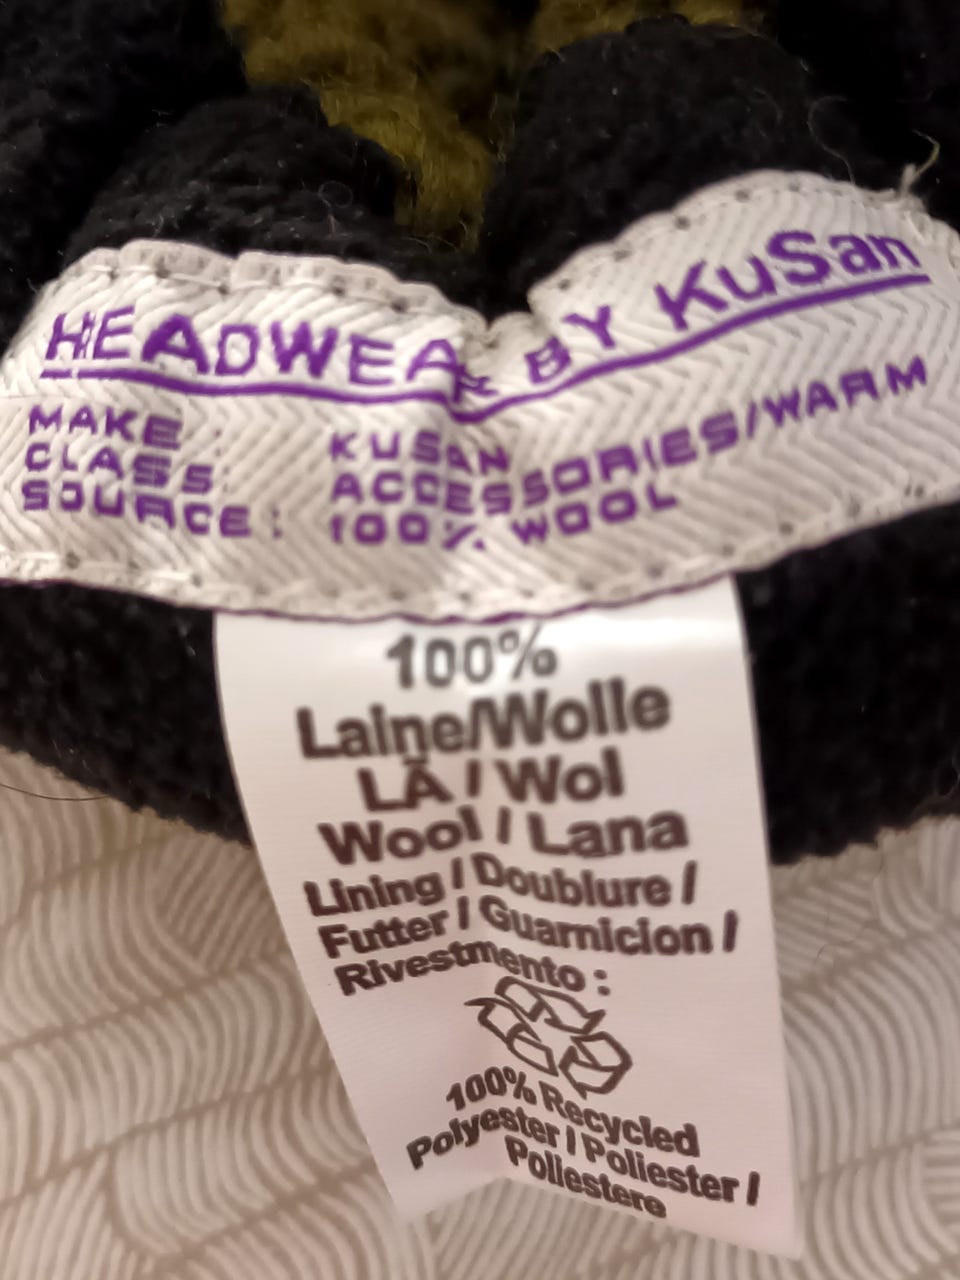 HEADWEAR BY KuSan
MAKE : KUSAN
CLASS: ACCESSORIES/WARM
SOURCE : 100% WOOL
100%
Laine/Wolle
LÃ / Wol
Wool / Lana
Lining / Doublure /
Futter / Guarnicion /
Rivestmento :
100% Recycled
Polyester / Poliester /
Poliestere